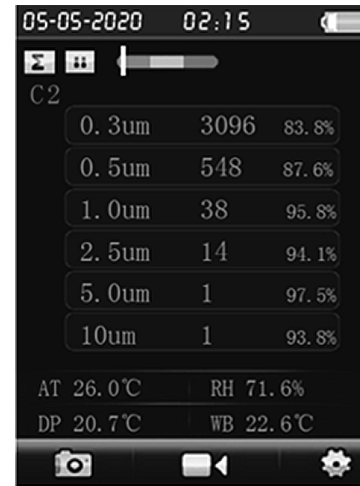 05-05-2020 02:15
Σ
C2
0.3um 3096 83.8%
0.5um 548 87.6%
1.0um 38 95.8%
2.5um 14 94.1%
5.0um 1 97.5%
10um 1 93.8%
AT 26.0℃ RH 71.6%
DP 20.7℃ WB 22.6℃